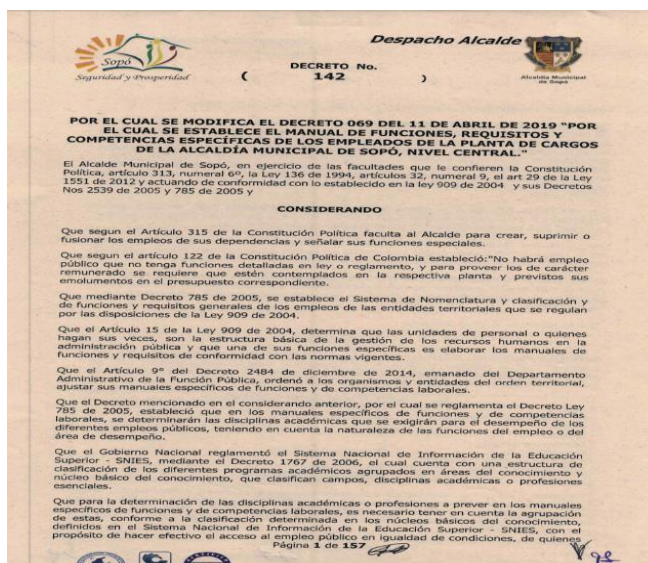 Despacho Alcalde
Sopó
Seguridad y Prosperidad
DECRETO No.
( 142 )
Alcaldía Municipal
de Sopó
POR EL CUAL SE MODIFICA EL DECRETO 069 DEL 11 DE ABRIL DE 2019 "POR
EL CUAL SE ESTABLECE EL MANUAL DE FUNCIONES, REQUISITOS Y
COMPETENCIAS ESPECÍFICAS DE LOS EMPLEADOS DE LA PLANTA DE CARGOS
DE LA ALCALDÍA MUNICIPAL DE SOPÓ, NIVEL CENTRAL."
El Alcalde Municipal de Sopó, en ejercicio de las facultades que le confieren la Constitución
Política, artículo 313, numeral 6º, la Ley 136 de 1994, artículos 32, numeral 9, el art 29 de la Ley
1551 de 2012 y actuando de conformidad con lo establecido en la ley 909 de 2004 y sus Decretos
Nos 2539 de 2005 y 785 de 2005 y
CONSIDERANDO
Que segun el Artículo 315 de la Constitución Política faculta al Alcalde para crear, suprimir o
fusionar los empleos de sus dependencias y señalar sus funciones especiales.
Que segun el artículo 122 de la Constitución Política de Colombia estableció:"No habrá empleo
público que no tenga funciones detalladas en ley o reglamento, y para proveer los de carácter
remunerado se requiere que estén contemplados en la respectiva planta y previstos sus
emolumentos en el presupuesto correspondiente.
Que mediante Decreto 785 de 2005, se establece el Sistema de Nomenclatura y clasificación y
de funciones y requisitos generales de los empleos de las entidades territoriales que se regulan
por las disposiciones de la Ley 909 de 2004.
Que el Artículo 15 de la Ley 909 de 2004, determina que las unidades de personal o quienes
hagan sus veces, son la estructura básica de la gestión de los recursos humanos en la
administración pública y que una de sus funciones específicas es elaborar los manuales de
funciones y requisitos de conformidad con las normas vigentes.
Que el Artículo 9° del Decreto 2484 de diciembre de 2014, emanado del Departamento
Administrativo de la Función Pública, ordenó a los organismos y entidades del orden territorial,
ajustar sus manuales específicos de funciones y de competencias laborales.
Que el Decreto mencionado en el considerando anterior, por el cual se reglamenta el Decreto Ley
785 de 2005, estableció que en los manuales específicos de funciones y de competencias
laborales, se determinarán las disciplinas académicas que se exigirán para el desempeño de los
diferentes empleos públicos, teniendo en cuenta la naturaleza de las funciones del empleo o del
área de desempeño.
Que el Gobierno Nacional reglamentó el Sistema Nacional de Información de la Educación
Superior - SNIES, mediante el Decreto 1767 de 2006, el cual cuenta con una estructura de
clasificación de los diferentes programas académicos agrupados en áreas del conocimiento y
núcleo básico del conocimiento, que clasifican campos, disciplinas académicas o profesiones
esenciales.
Que para la determinación de las disciplinas académicas o profesiones a prever en los manuales
específicos de funciones y de competencias laborales, es necesario tener en cuenta la agrupación
de estas, conforme a la clasificación determinada en los núcleos básicos del conocimiento,
definidos en el Sistema Nacional de Información de la Educación Superior - SNIES, con el
propósito de hacer efectivo el acceso al empleo público en igualdad de condiciones, de quienes
Página 1 de 157